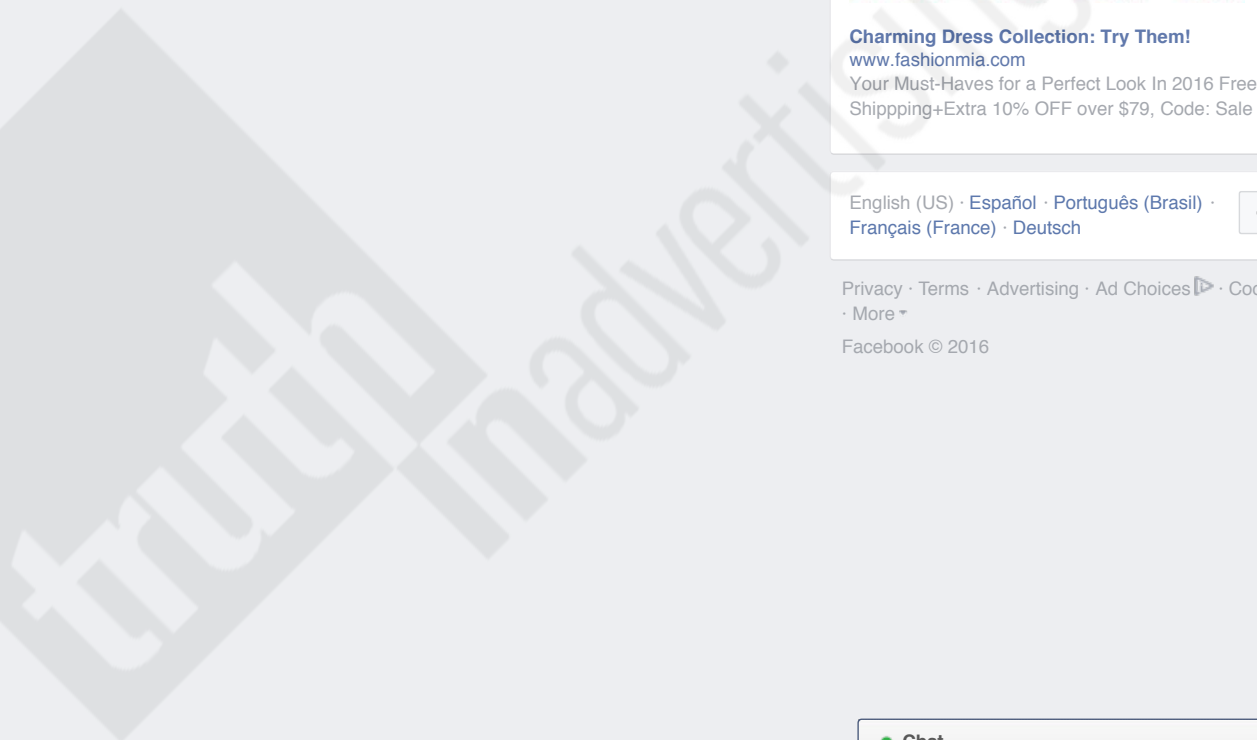 Charming Dress Collection: Try Them!
www.fashionmia.com
Your Must-Haves for a Perfect Look In 2016 Free
Shippping+Extra 10% OFF over $79, Code: Sale
English (US) · Español · Português (Brasil) ·
Français (France) · Deutsch
Privacy · Terms · Advertising · Ad Choices ·
· More
Facebook © 2016
truth
inadvertising
Chat